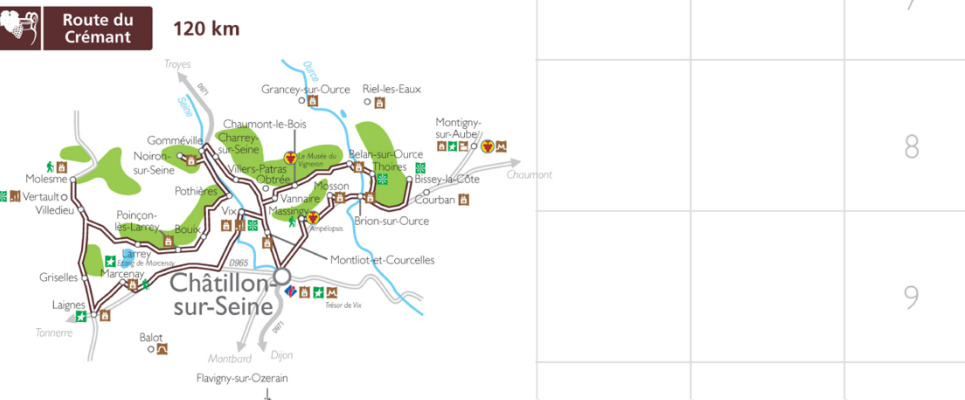 Route du
Crémant
120 km
7
Troyes
D971
Seine
Ource
Grancey-sur-Ource
Riel-les-Eaux
Chaumont-le-Bois
Montigny-
sur-Aube
8
Gomméville
Charrey-
sur-Seine
Noiron-
sur-Seine
Le Musée du
Vigneron
Belan-sur-Ource
Thoires
Villers-Patras
Obtrée
Bissey-la-Côte
Chaumont
Molesme
Mosson
Pothières
Vannaire
Courban
Vertault
Villedieu
Vix
Massingy
Poinçon-
lès-Larrey
Brion-sur-Ource
Ampélopsis
Bouix
Larrey
Étang de Marcenay
Montliot-et-Courcelles
D965
Griselles
Marcenay
Châtillon-
sur-Seine
9
Trésor de Vix
Laignes
Tonnerre
D971
Balot
Montbard
Dijon
Flavigny-sur-Ozerain